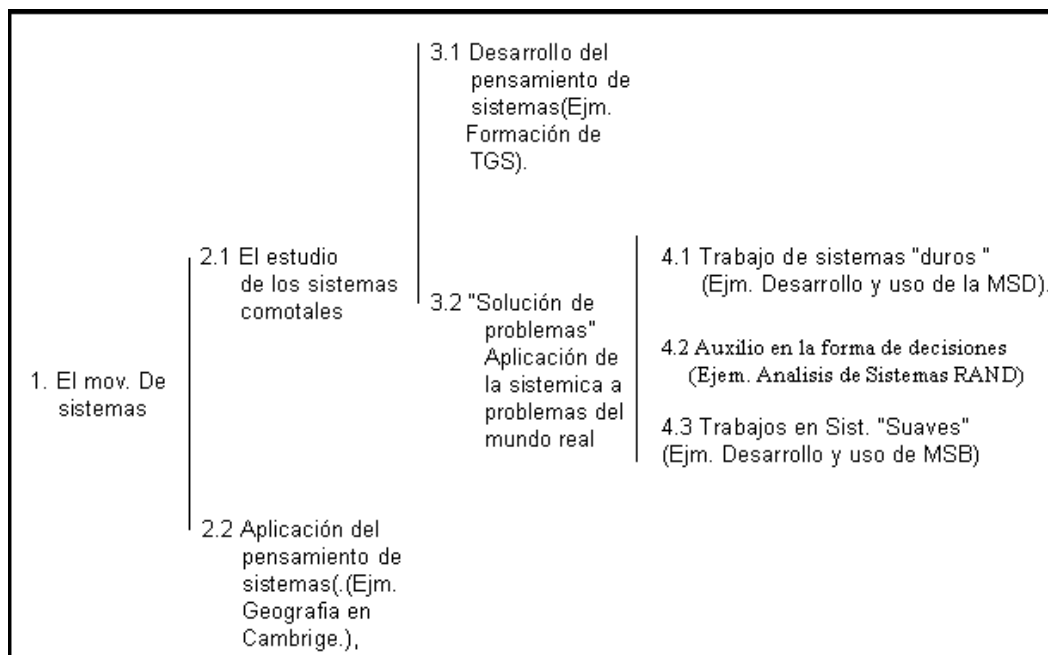 1. El mov. De
sistemas
2.1 El estudio
de los sistemas
comotales
2.2 Aplicación del
pensamiento de
sistemas(.(Ejm.
Geografia en
Cambrige.),
3.1 Desarrollo del
pensamiento de
sistemas(Ejm.
Formación de
TGS).
3.2 "Solución de
problemas"
Aplicación de
la sistemica a
problemas del
mundo real
4.1 Trabajo de sistemas "duros "
(Ejm. Desarrollo y uso de la MSD).
4.2 Auxilio en la forma de decisiones
(Ejem. Analisis de Sistemas RAND)
4.3 Trabajos en Sist. "Suaves"
(Ejm. Desarrollo y uso de MSB)